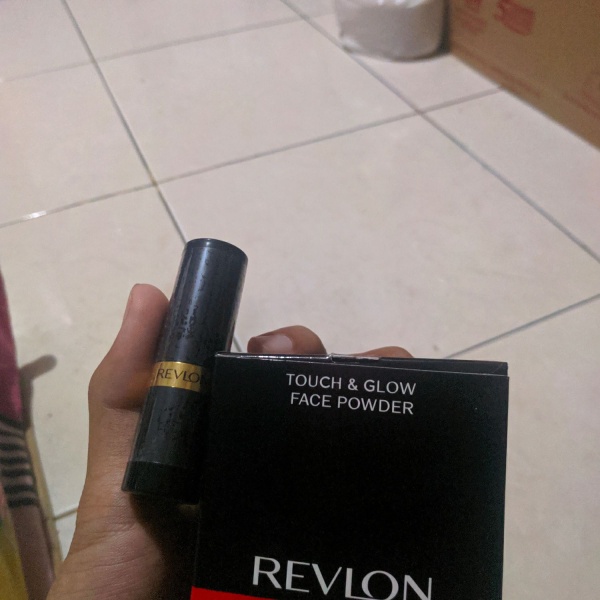 REVLON
TOUCH & GLOW
FACE POWDER
REVLON